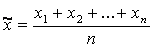 x̃ = (x₁ + x₂ + ... + xₙ) / n